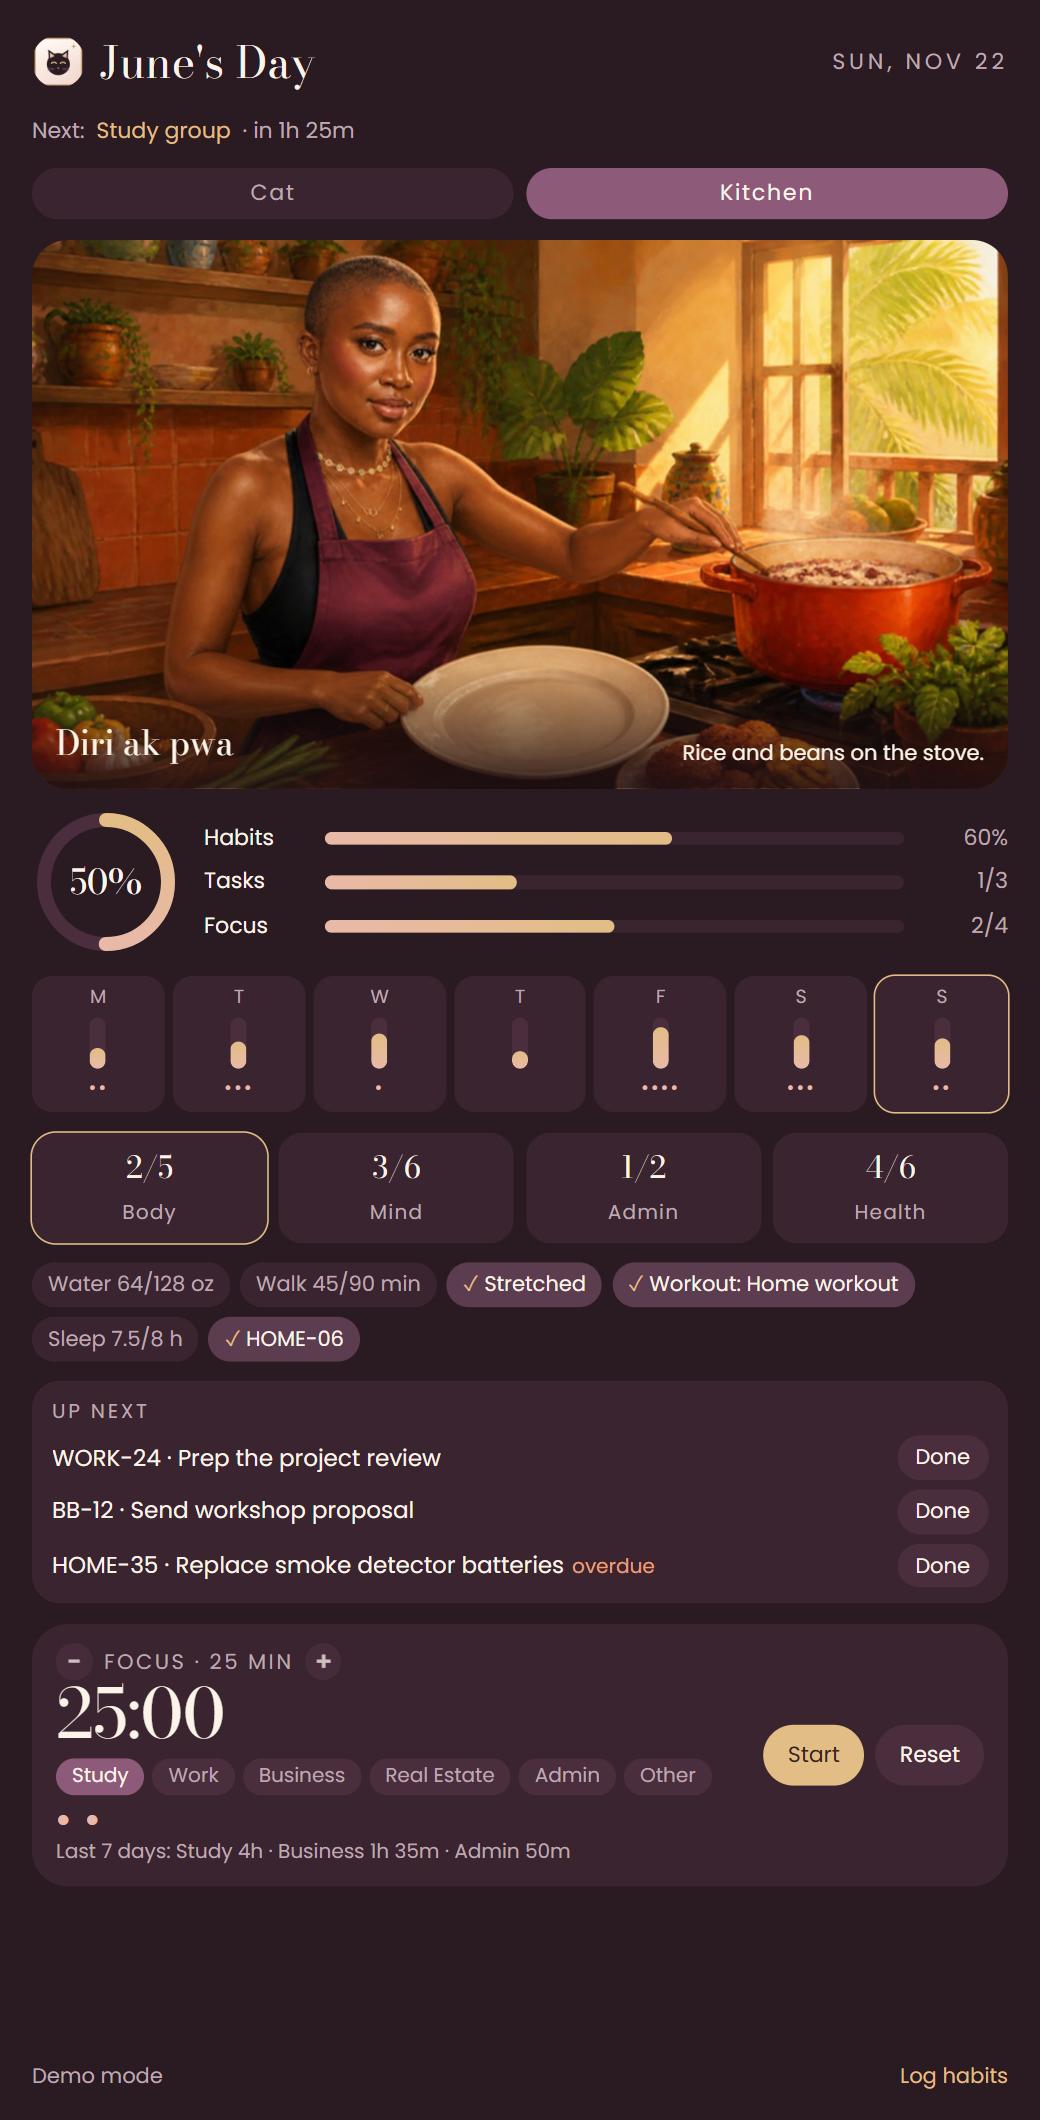 June's Day
SUN, NOV 22
Next: Study group · in 1h 25m
Cat
Kitchen
Diri ak pwa
Rice and beans on the stove.
50%
Habits
60%
Tasks
1/3
Focus
2/4
M
T
W
T
F
S
S
2/5
Body
3/6
Mind
1/2
Admin
4/6
Health
Water 64/128 oz
Walk 45/90 min
✓ Stretched
✓ Workout: Home workout
Sleep 7.5/8 h
✓ HOME-06
UP NEXT
WORK-24 · Prep the project review
Done
BB-12 · Send workshop proposal
Done
HOME-35 · Replace smoke detector batteries overdue
Done
− FOCUS · 25 MIN +
25:00
Start
Reset
Study
Work
Business
Real Estate
Admin
Other
Last 7 days: Study 4h · Business 1h 35m · Admin 50m
Demo mode
Log habits